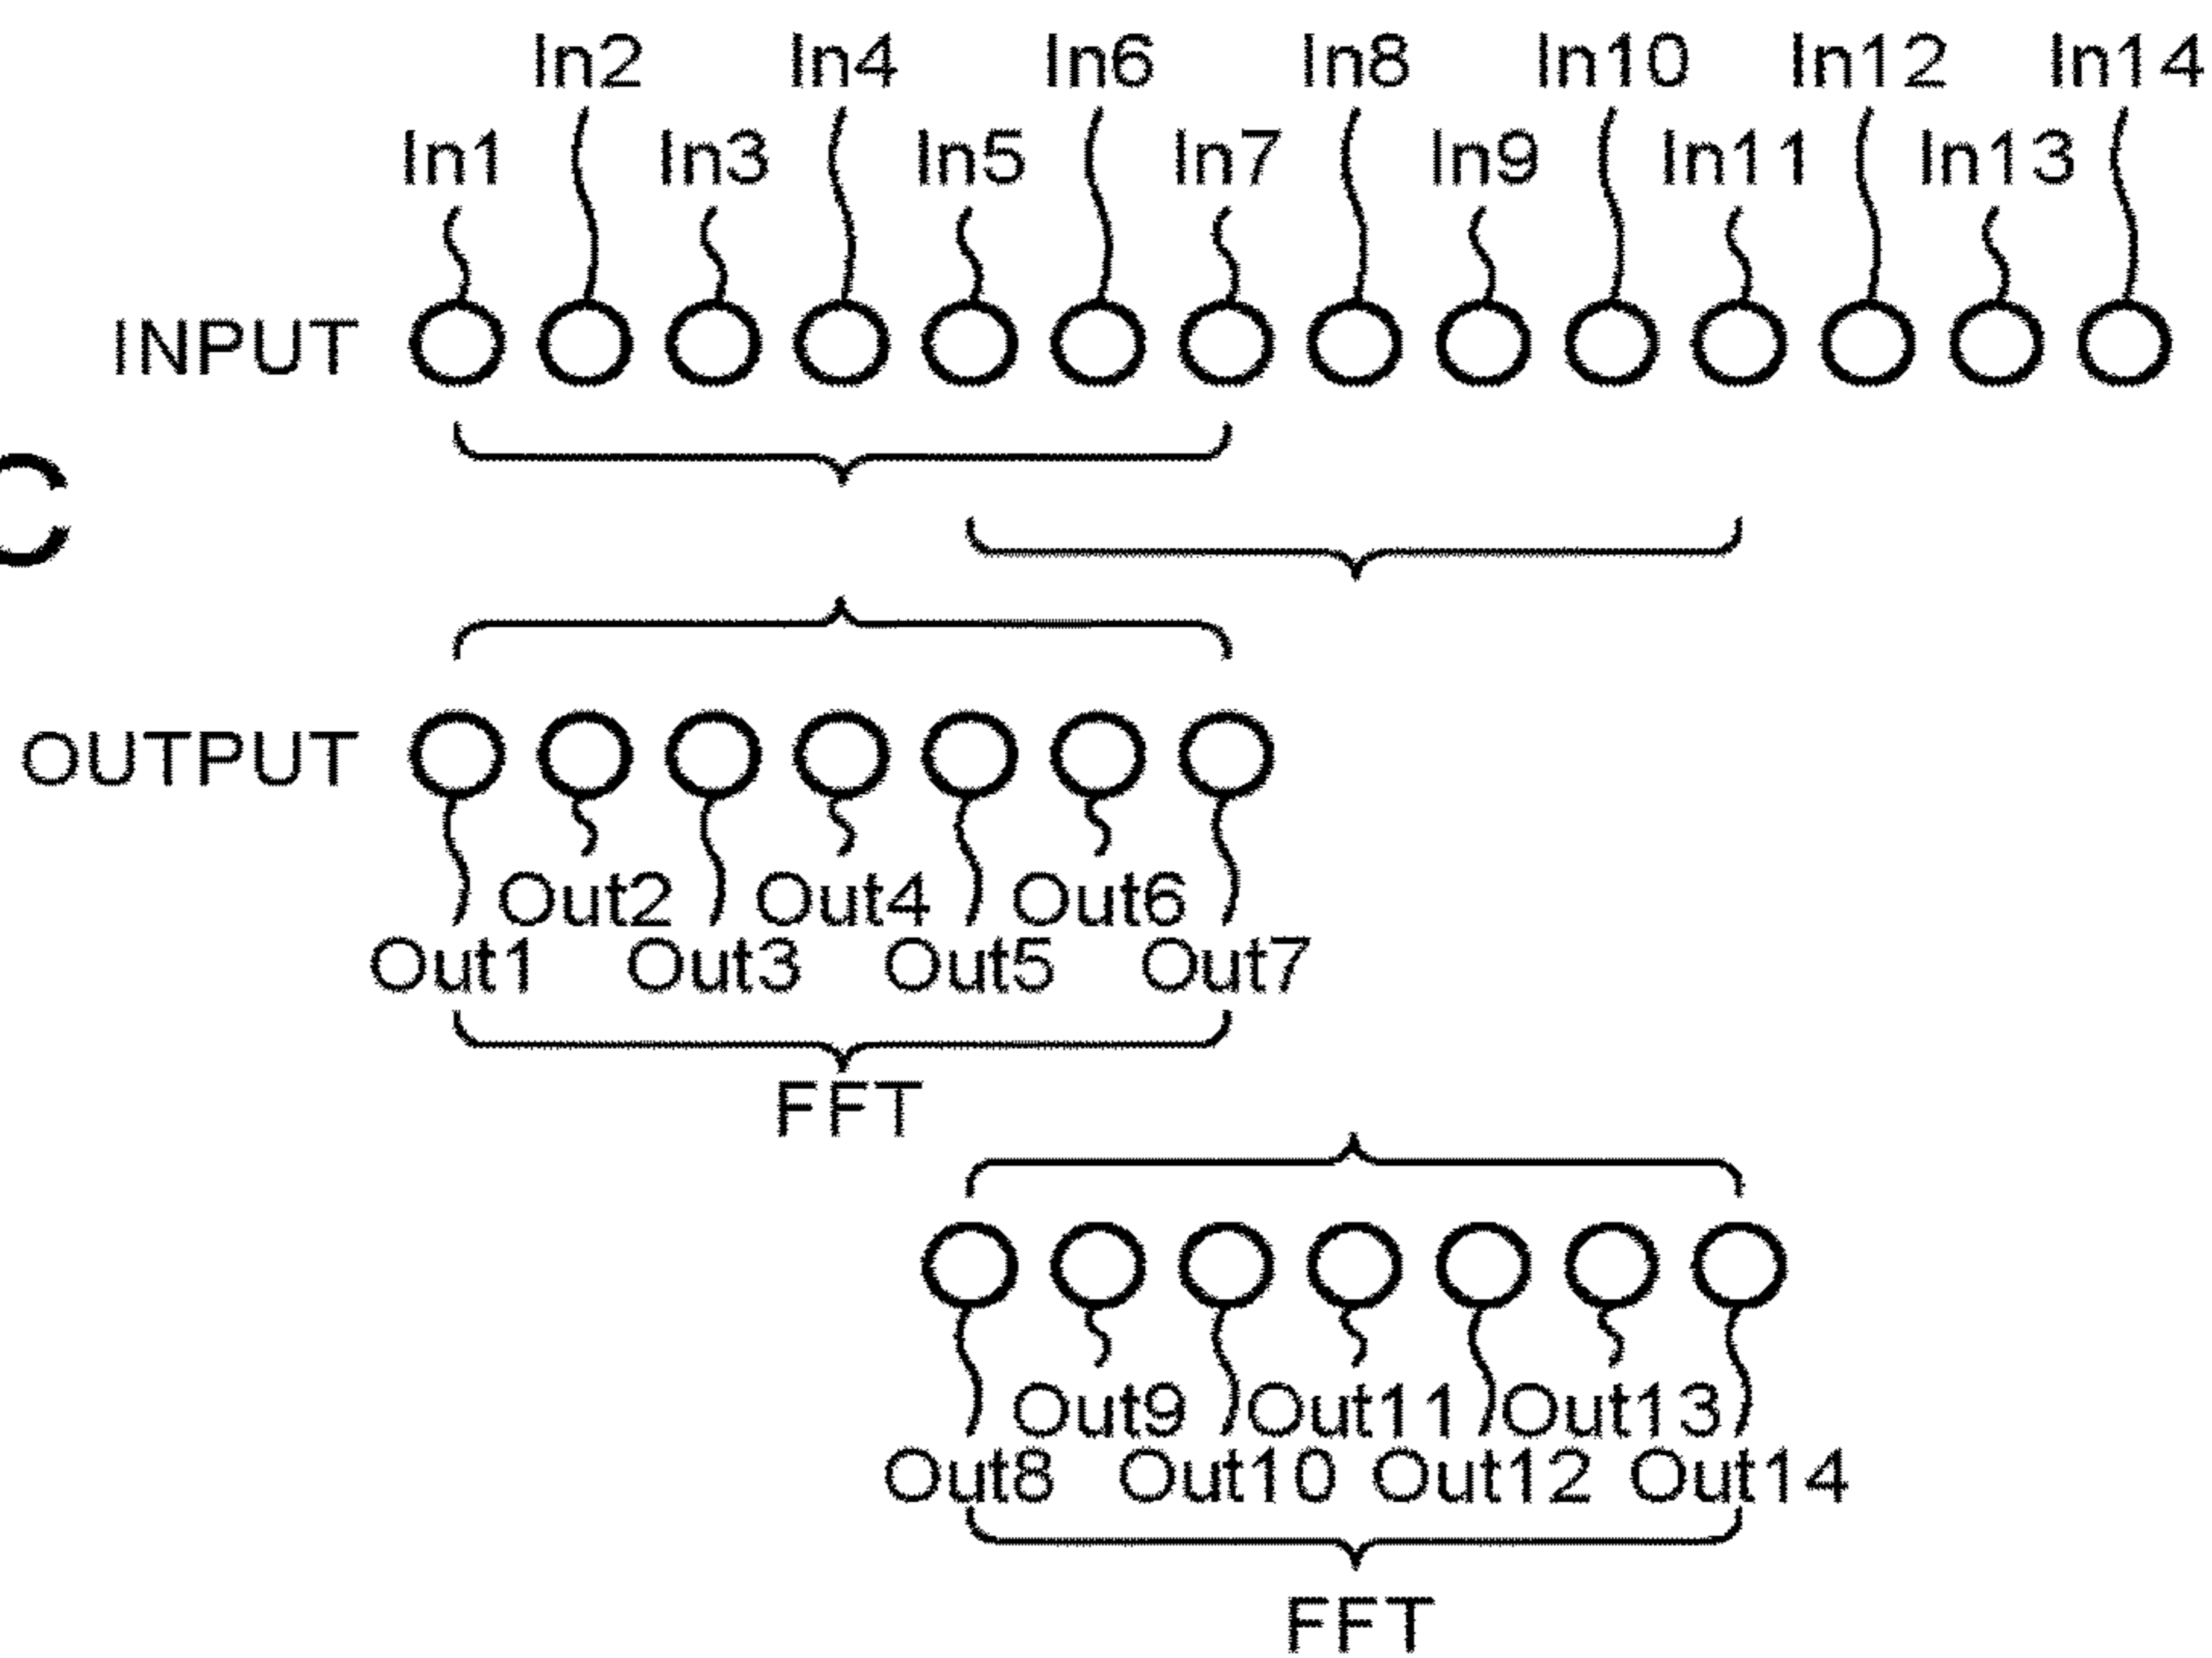 In2 In4 In6 In8 In10 In12 In14
In1 In3 In5 In7 In9 In11 In13
INPUT
C
OUTPUT
Out2 Out4 Out6
Out1 Out3 Out5 Out7
FFT
Out9 Out11 Out13
Out8 Out10 Out12 Out14
FFT